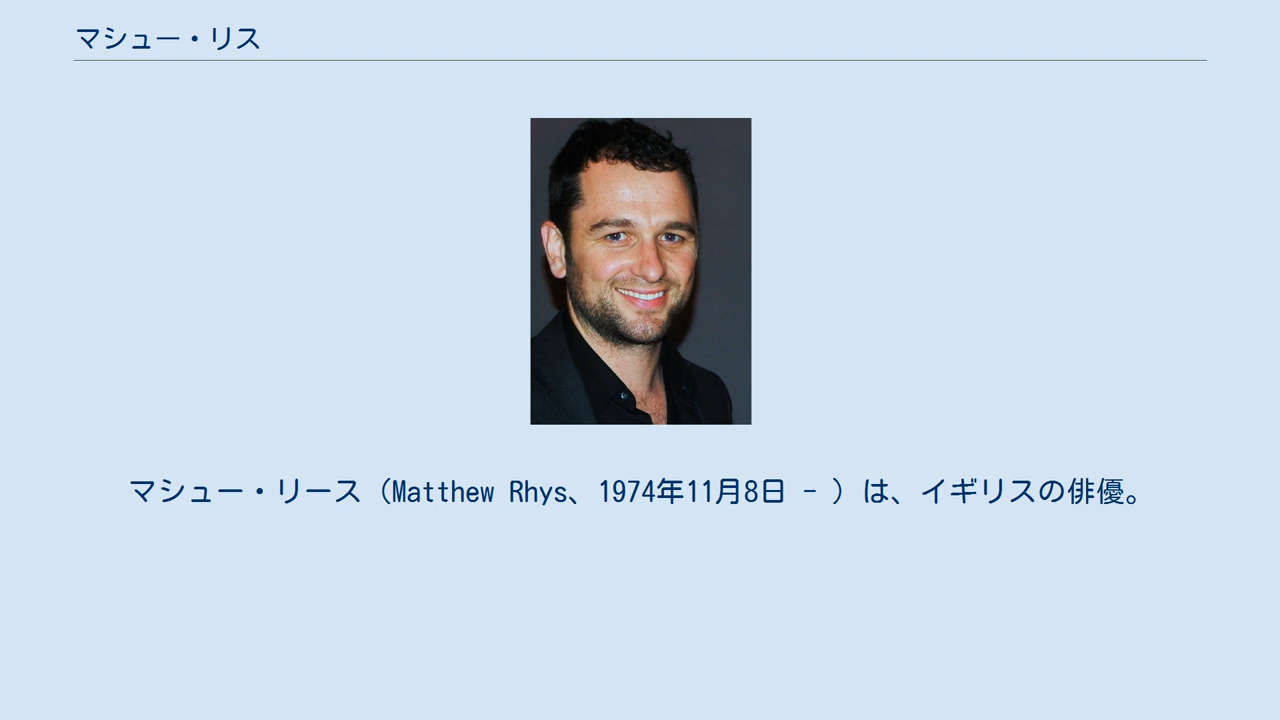 マシュー・リス
マシュー・リース（Matthew Rhys、1974年11月8日 - ）は、イギリスの俳優。